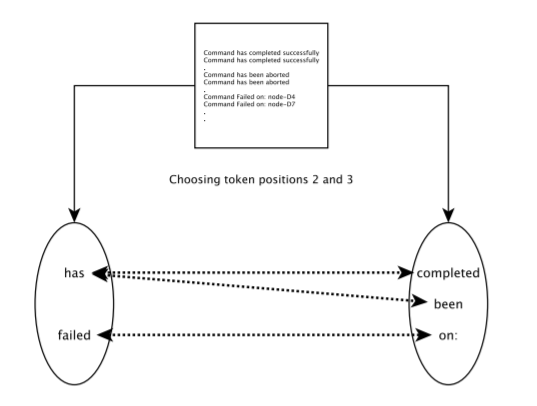 Command has completed successfully
Command has completed successfully
.
Command has been aborted
Command has been aborted
.
Command Failed on: node-D4
Command Failed on: node-D7
.
.
Choosing token positions 2 and 3
has
completed
been
failed
on: